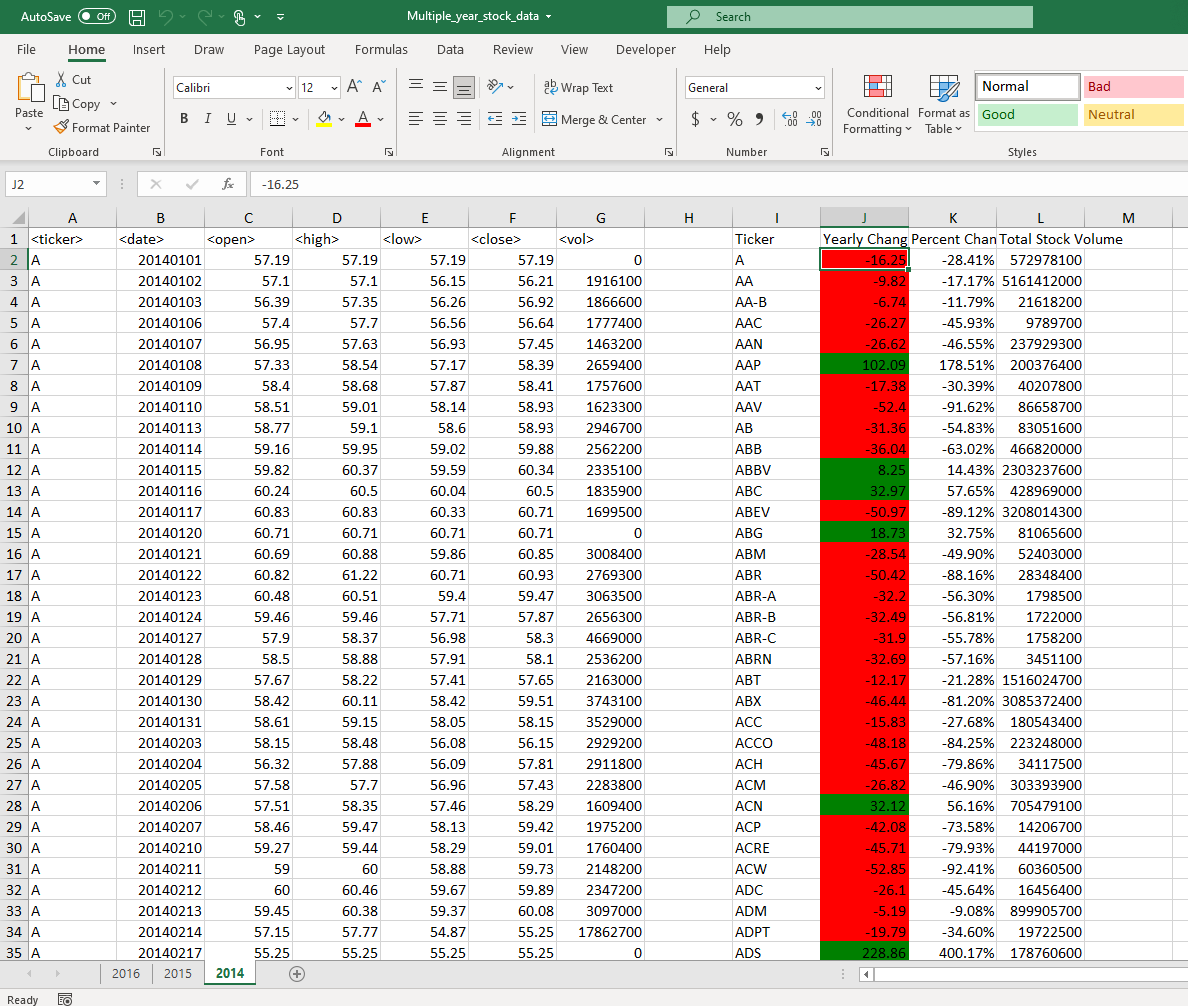 AutoSave Off Multiple_year_stock_data Search
File Home Insert Draw Page Layout Formulas Data Review View Developer Help
Paste Cut Copy Format Painter Clipboard
Calibri 12 A A B I U A Font
ab Wrap Text Merge & Center Alignment
General $ % 9 Number
Conditional Formatting Format as Table Normal Bad Good Neutral Styles
J2 fx -16.25
A B C D E F G H I J K L M
1 <ticker> <date> <open> <high> <low> <close> <vol> Ticker Yearly Chang Percent Chan Total Stock Volume
2 A 20140101 57.19 57.19 57.19 57.19 0 A -16.25 -28.41% 572978100
3 A 20140102 57.1 57.1 56.15 56.21 1916100 AA -9.82 -17.17% 5161412000
4 A 20140103 56.39 57.35 56.26 56.92 1866600 AA-B -6.74 -11.79% 21618200
5 A 20140106 57.4 57.7 56.56 56.64 1777400 AAC -26.27 -45.93% 9789700
6 A 20140107 56.95 57.63 56.93 57.45 1463200 AAN -26.62 -46.55% 237929300
7 A 20140108 57.33 58.54 57.17 58.39 2659400 AAP 102.09 178.51% 200376400
8 A 20140109 58.4 58.68 57.87 58.41 1757600 AAT -17.38 -30.39% 40207800
9 A 20140110 58.51 59.01 58.14 58.93 1623300 AAV -52.4 -91.62% 86658700
10 A 20140113 58.77 59.1 58.6 58.93 2946700 AB -31.36 -54.83% 83051600
11 A 20140114 59.16 59.95 59.02 59.88 2562200 ABB -36.04 -63.02% 466820000
12 A 20140115 59.82 60.37 59.59 60.34 2335100 ABBV 8.25 14.43% 2303237600
13 A 20140116 60.24 60.5 60.04 60.5 1835900 ABC 32.97 57.65% 428969000
14 A 20140117 60.83 60.83 60.33 60.71 1699500 ABEV -50.97 -89.12% 3208014300
15 A 20140120 60.71 60.71 60.71 60.71 0 ABG 18.73 32.75% 81065600
16 A 20140121 60.69 60.88 59.86 60.85 3008400 ABM -28.54 -49.90% 52403000
17 A 20140122 60.82 61.22 60.71 60.93 2769300 ABR -50.42 -88.16% 28348400
18 A 20140123 60.48 60.51 59.4 59.47 3063500 ABR-A -32.2 -56.30% 1798500
19 A 20140124 59.46 59.46 57.71 57.87 2656300 ABR-B -32.49 -56.81% 1722000
20 A 20140127 57.9 58.37 56.98 58.3 4669000 ABR-C -31.9 -55.78% 1758200
21 A 20140128 58.5 58.88 57.91 58.1 2536200 ABRN -32.69 -57.16% 3451100
22 A 20140129 57.67 58.22 57.41 57.65 2163000 ABT -12.17 -21.28% 1516024700
23 A 20140130 58.42 60.11 58.42 59.51 3743100 ABX -46.44 -81.20% 3085372400
24 A 20140131 58.61 59.15 58.05 58.15 3529000 ACC -15.83 -27.68% 180543400
25 A 20140203 58.15 58.48 56.08 56.15 2929200 ACCO -48.18 -84.25% 223248000
26 A 20140204 56.32 57.88 56.09 57.81 2911800 ACH -45.67 -79.86% 34117500
27 A 20140205 57.58 57.7 56.96 57.43 2283800 ACM -26.82 -46.90% 303393900
28 A 20140206 57.51 58.35 57.46 58.29 1609400 ACN 32.12 56.16% 705479100
29 A 20140207 58.46 59.47 58.13 59.42 1975200 ACP -42.08 -73.58% 14206700
30 A 20140210 59.27 59.44 58.29 59.01 1760400 ACRE -45.71 -79.93% 44197000
31 A 20140211 59 60 58.88 59.73 2148200 ACW -52.85 -92.41% 60360500
32 A 20140212 60 60.46 59.67 59.89 2347200 ADC -26.1 -45.64% 16456400
33 A 20140213 59.45 60.38 59.37 60.08 3097000 ADM -5.19 -9.08% 899905700
34 A 20140214 57.15 57.77 54.87 55.25 17862700 ADPT -19.79 -34.60% 19722500
35 A 20140217 55.25 55.25 55.25 55.25 0 ADS 228.86 400.17% 178760600
2016 2015 2014
Ready